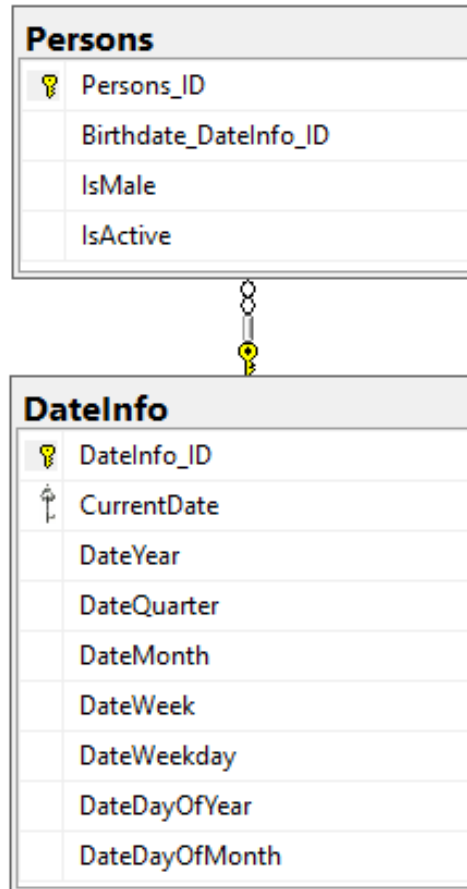 Persons
Persons_ID
Birthdate_DateInfo_ID
IsMale
IsActive
DateInfo
DateInfo_ID
CurrentDate
DateYear
DateQuarter
DateMonth
DateWeek
DateWeekday
DateDayOfYear
DateDayOfMonth